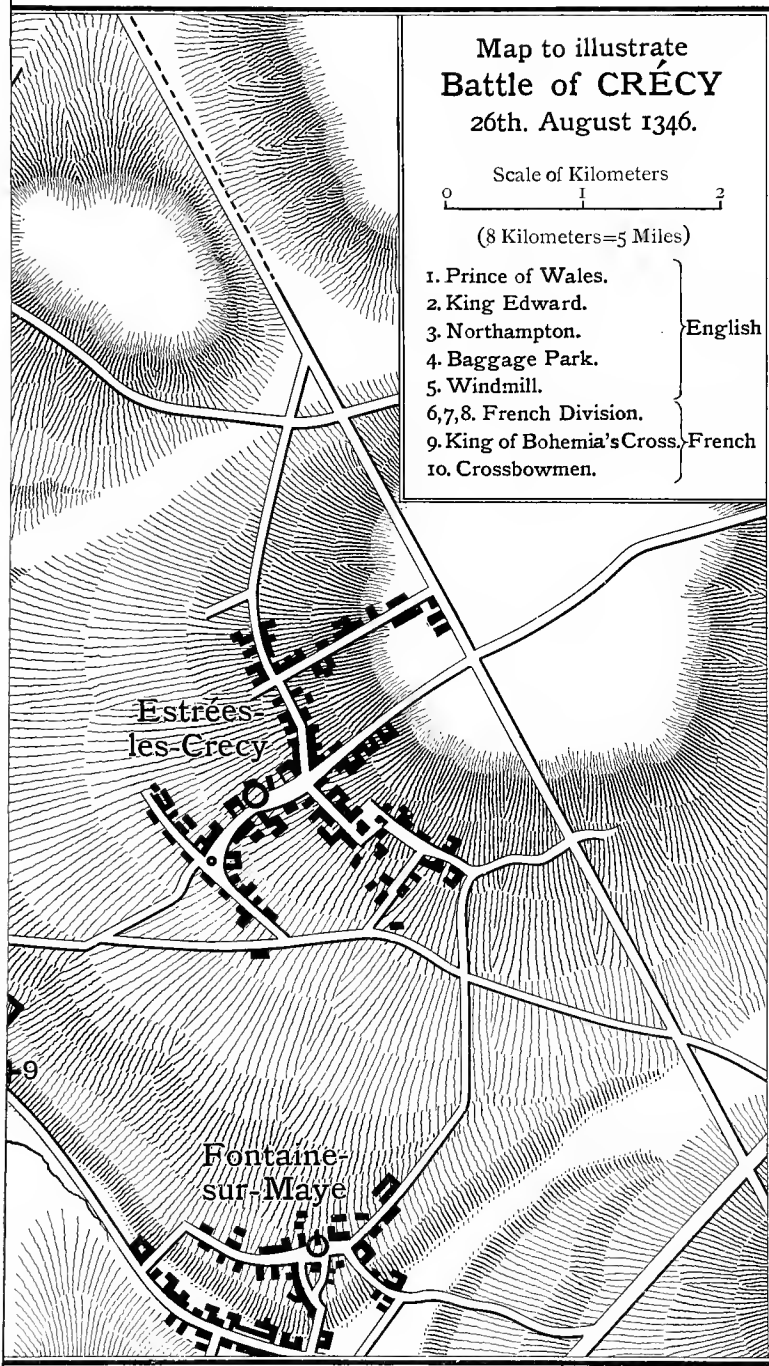 Map to illustrate
Battle of CRÉCY
26th. August 1346.
Scale of Kilometers
0 1 2
(8 Kilometers=5 Miles)
1. Prince of Wales.
2. King Edward.
3. Northampton.
4. Baggage Park.
5. Windmill.
English
6,7,8. French Division.
9. King of Bohemia's Cross.
10. Crossbowmen.
French
Estrées-
les-Crecy
9
Fontaine-
sur-Maye